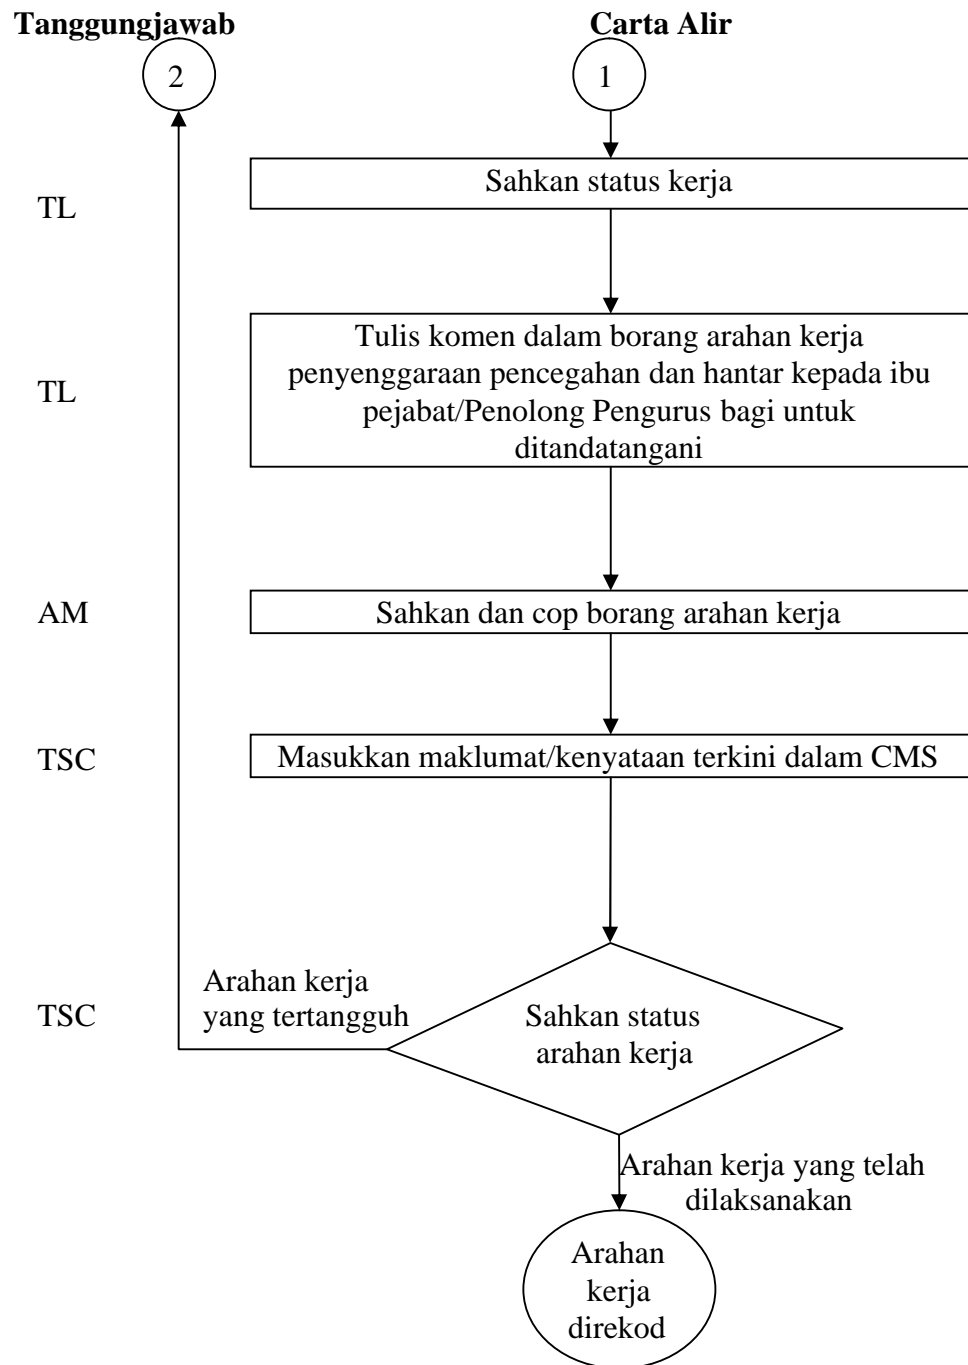 Tanggungjawab
Carta Alir
2
1
TL
Sahkan status kerja
TL
Tulis komen dalam borang arahan kerja
penyenggaraan pencegahan dan hantar kepada ibu
pejabat/Penolong Pengurus bagi untuk
ditandatangani
AM
Sahkan dan cop borang arahan kerja
TSC
Masukkan maklumat/kenyataan terkini dalam CMS
TSC
Arahan kerja
yang tertangguh
Sahkan status
arahan kerja
Arahan kerja yang telah
dilaksanakan
Arahan
kerja
direkod